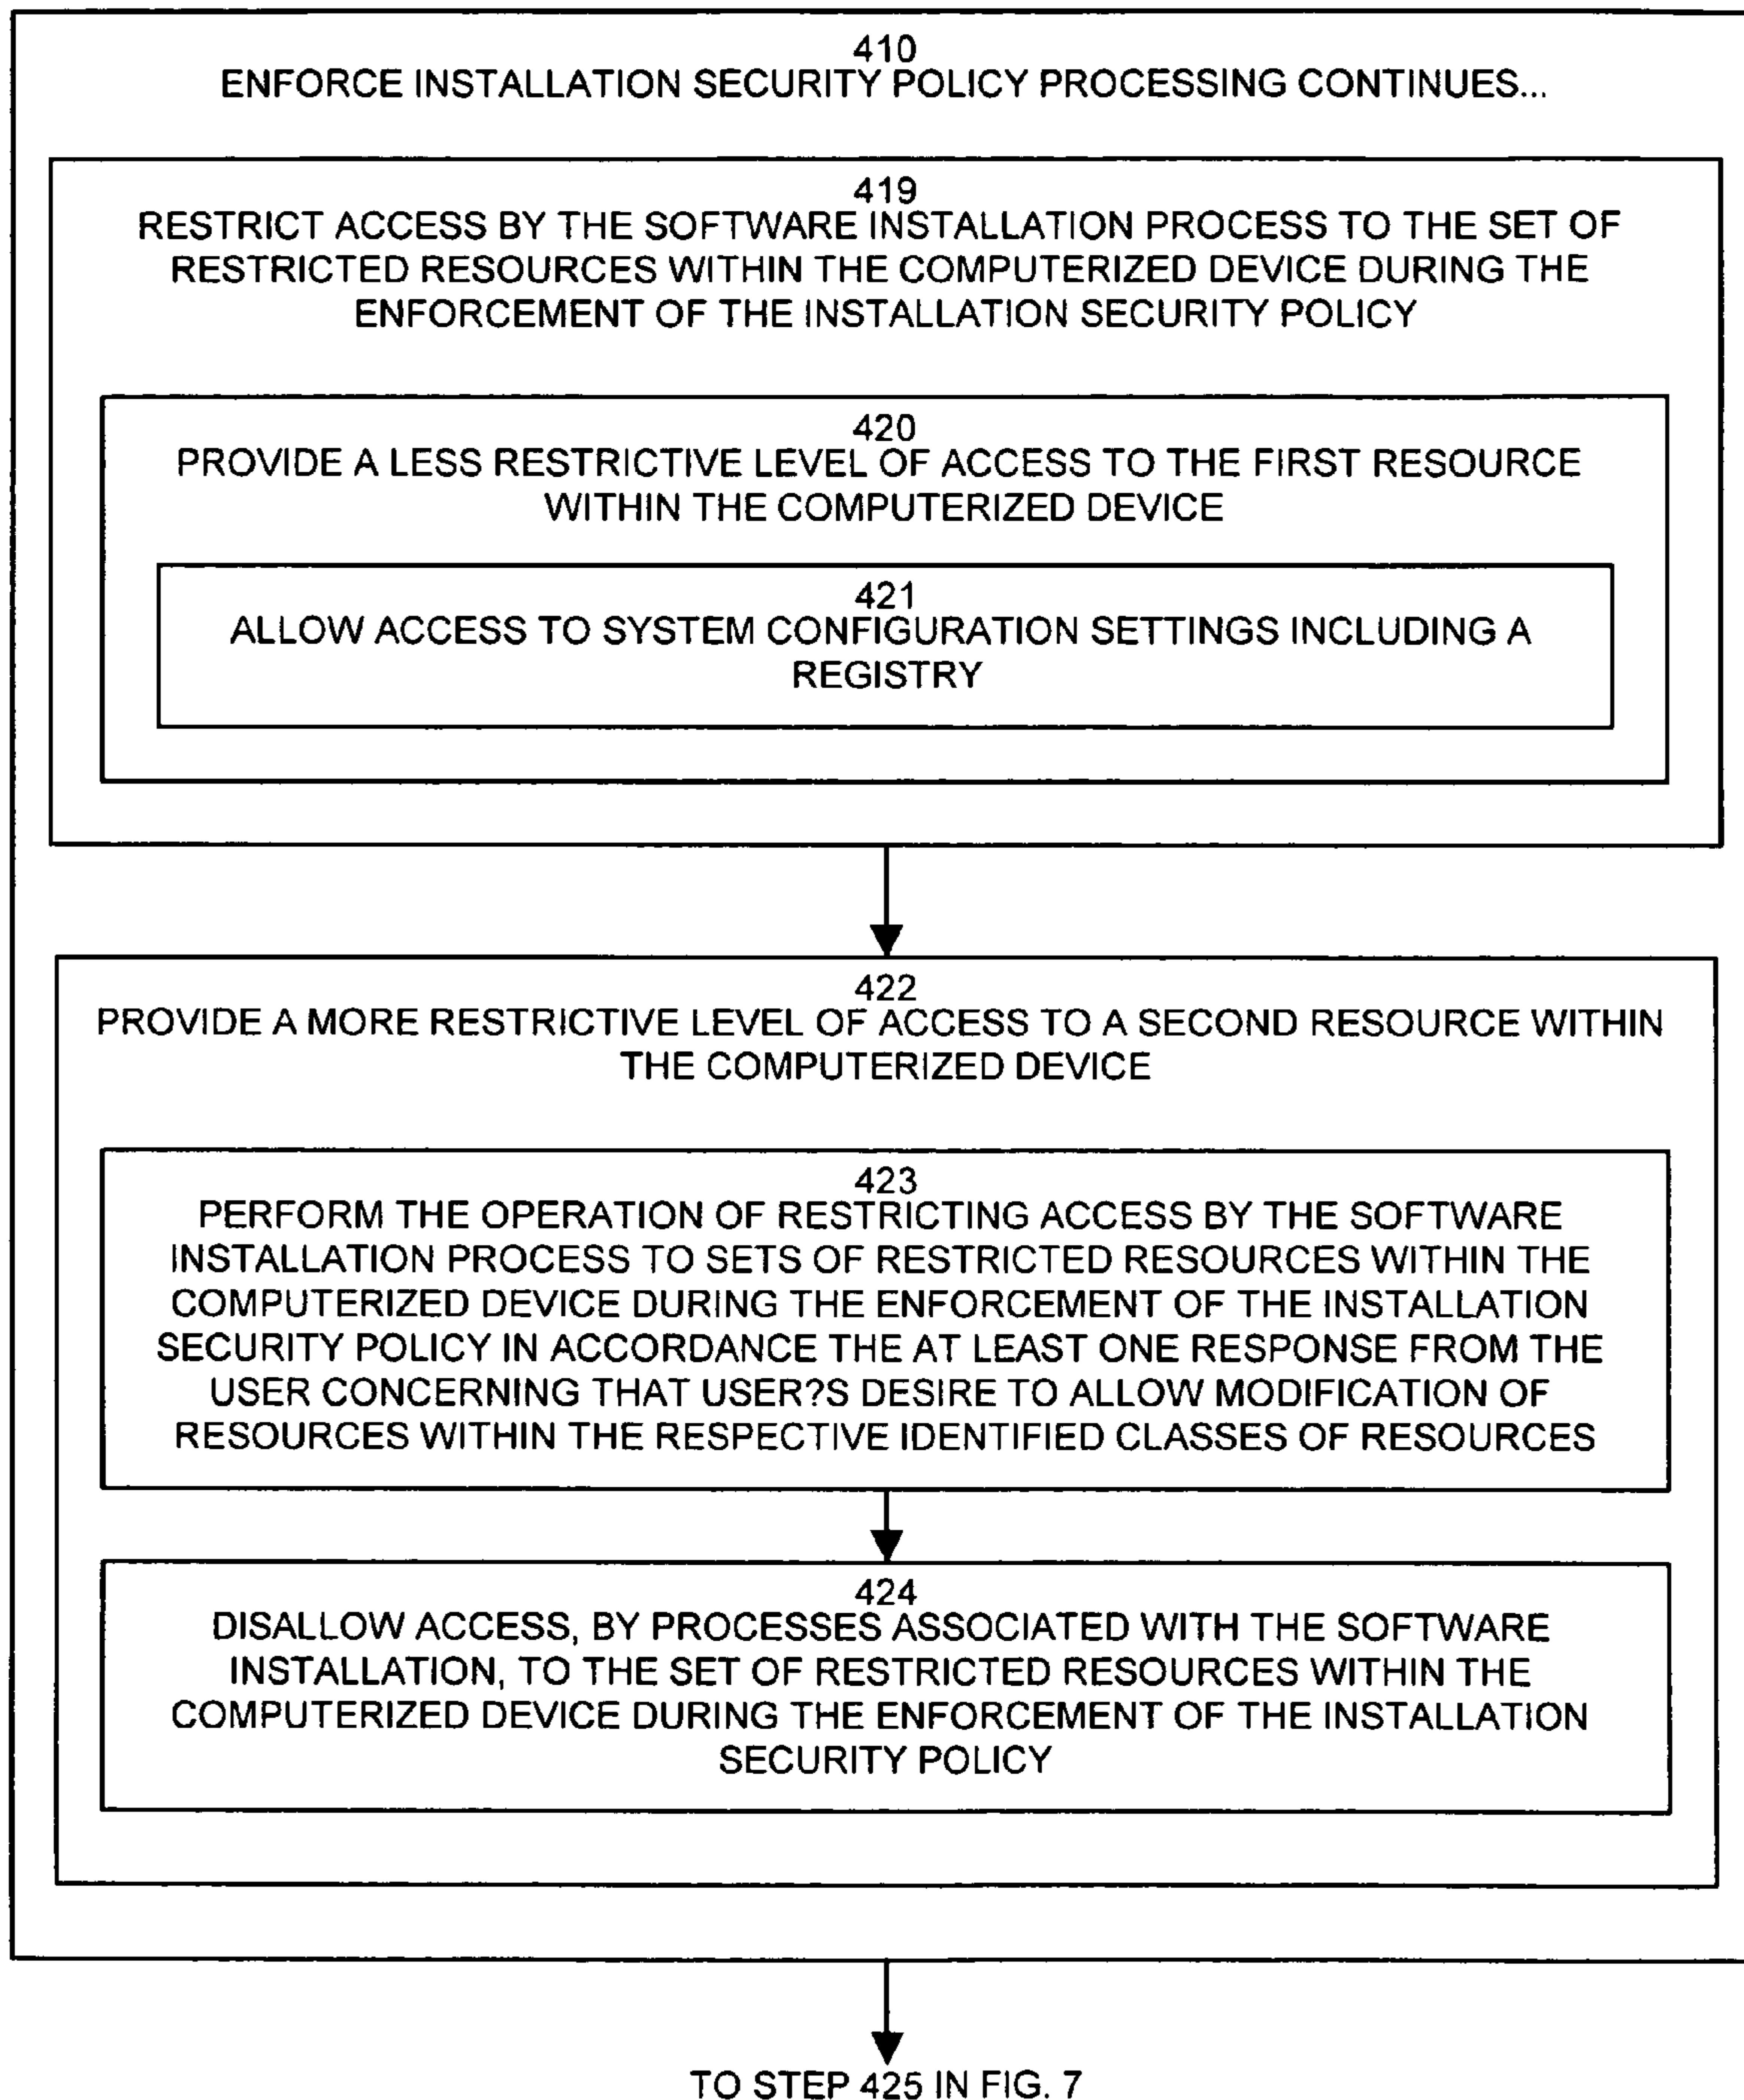 410
ENFORCE INSTALLATION SECURITY POLICY PROCESSING CONTINUES...
419
RESTRICT ACCESS BY THE SOFTWARE INSTALLATION PROCESS TO THE SET OF
RESTRICTED RESOURCES WITHIN THE COMPUTERIZED DEVICE DURING THE
ENFORCEMENT OF THE INSTALLATION SECURITY POLICY
420
PROVIDE A LESS RESTRICTIVE LEVEL OF ACCESS TO THE FIRST RESOURCE
WITHIN THE COMPUTERIZED DEVICE
421
ALLOW ACCESS TO SYSTEM CONFIGURATION SETTINGS INCLUDING A
REGISTRY
422
PROVIDE A MORE RESTRICTIVE LEVEL OF ACCESS TO A SECOND RESOURCE WITHIN
THE COMPUTERIZED DEVICE
423
PERFORM THE OPERATION OF RESTRICTING ACCESS BY THE SOFTWARE
INSTALLATION PROCESS TO SETS OF RESTRICTED RESOURCES WITHIN THE
COMPUTERIZED DEVICE DURING THE ENFORCEMENT OF THE INSTALLATION
SECURITY POLICY IN ACCORDANCE THE AT LEAST ONE RESPONSE FROM THE
USER CONCERNING THAT USER?S DESIRE TO ALLOW MODIFICATION OF
RESOURCES WITHIN THE RESPECTIVE IDENTIFIED CLASSES OF RESOURCES
424
DISALLOW ACCESS, BY PROCESSES ASSOCIATED WITH THE SOFTWARE
INSTALLATION, TO THE SET OF RESTRICTED RESOURCES WITHIN THE
COMPUTERIZED DEVICE DURING THE ENFORCEMENT OF THE INSTALLATION
SECURITY POLICY
TO STEP 425 IN FIG. 7